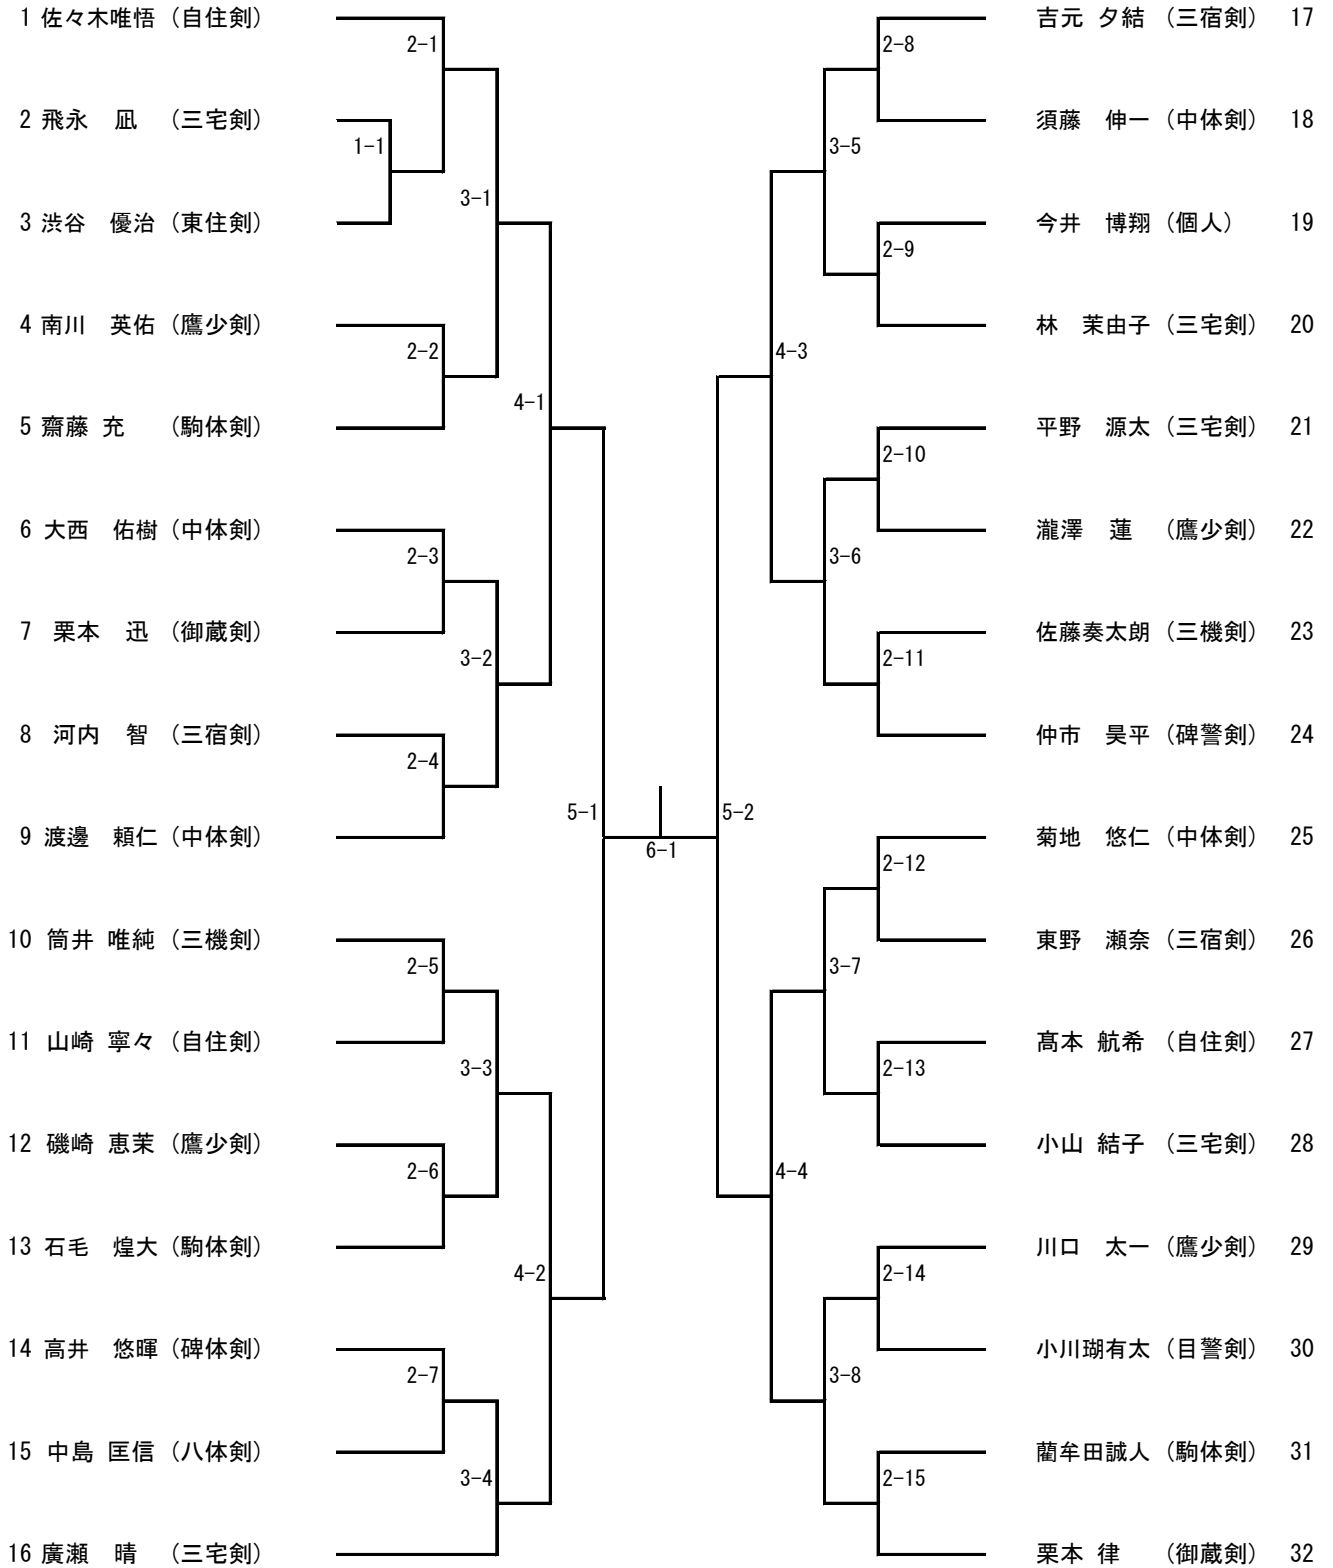 1 佐々木唯悟（自住剣）
2 飛永　凪　（三宅剣）
3 渋谷　優治（東住剣）
4 南川　英佑（鷹少剣）
5 齋藤 充　（駒体剣）
6 大西　佑樹（中体剣）
7 栗本　迅（御蔵剣）
8 河内　智（三宿剣）
9 渡邊　頼仁（中体剣）
10 筒井 唯純（三機剣）
11 山崎 寧々（自住剣）
12 磯崎 恵茉（鷹少剣）
13 石毛　煌大（駒体剣）
14 高井　悠暉（碑体剣）
15 中島 匡信（八体剣）
16 廣瀬　晴　（三宅剣）
2-1
1-1
3-1
2-2
4-1
2-3
3-2
2-4
5-1
2-5
3-3
2-6
4-2
2-7
3-4
6-1
吉元 夕結（三宿剣） 17
須藤　伸一（中体剣） 18
今井　博翔（個人） 19
林　茉由子（三宅剣） 20
平野　源太（三宅剣） 21
瀧澤　蓮　（鷹少剣） 22
佐藤奏太朗（三機剣） 23
仲市　昊平（碑警剣） 24
菊地　悠仁（中体剣） 25
東野　瀬奈（三宿剣） 26
髙本 航希（自住剣） 27
小山 結子（三宅剣） 28
川口　太一（鷹少剣） 29
小川瑚有太（目警剣） 30
藺牟田誠人（駒体剣） 31
栗本 律　（御蔵剣） 32
2-8
3-5
2-9
4-3
2-10
3-6
2-11
5-2
2-12
3-7
2-13
4-4
2-14
3-8
2-15